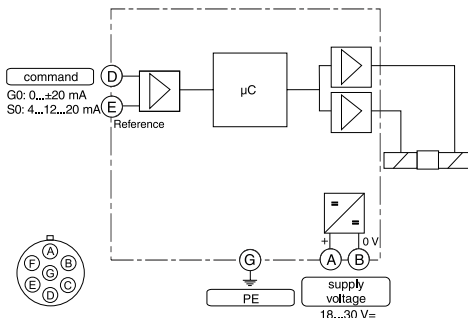 command
D
G0: 0...±20 mA
S0: 4...12...20 mA
E
Reference
µC
+
0 V
A
B
G
PE
supply
voltage
18...30 V=
A
F
B
G
E
C
D